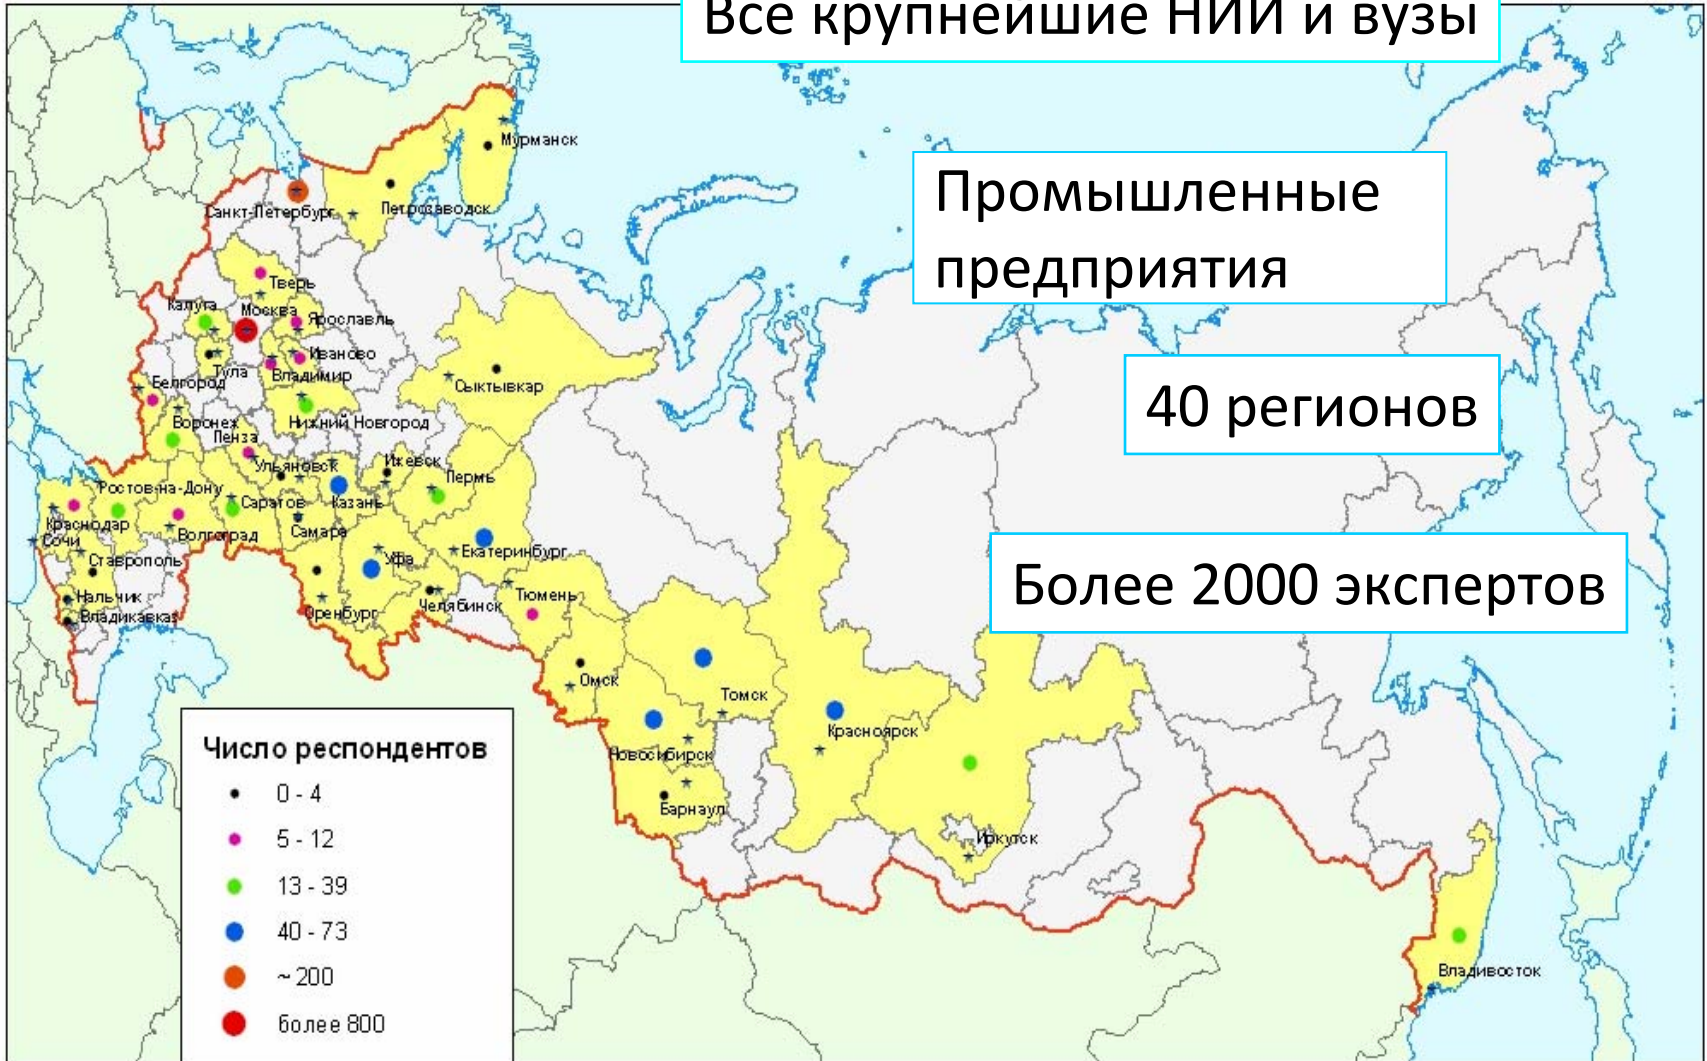 Все крупнейшие НИИ и вузы
Промышленные
предприятия
40 регионов
Более 2000 экспертов
Мурманск
Санкт-Петербург
Петрозаводск
Тверь
Калуга
Москва
Ярославль
Иваново
Тула
Владимир
Белгород
Сыктывкар
Воронеж
Нижний Новгород
Пенза
Ульяновск
Ижевск
Пермь
Ростов-на-Дону
Саратов
Казань
Краснодар
Волгоград
Самара
Сочи
Екатеринбург
Уфа
Ставрополь
Нальчик
Челябинск
Тюмень
Владикавказ
Оренбург
Омск
Томск
Красноярск
Новосибирск
Барнаул
Иркутск
Владивосток
Число респондентов
0 - 4
5 - 12
13 - 39
40 - 73
~ 200
более 800